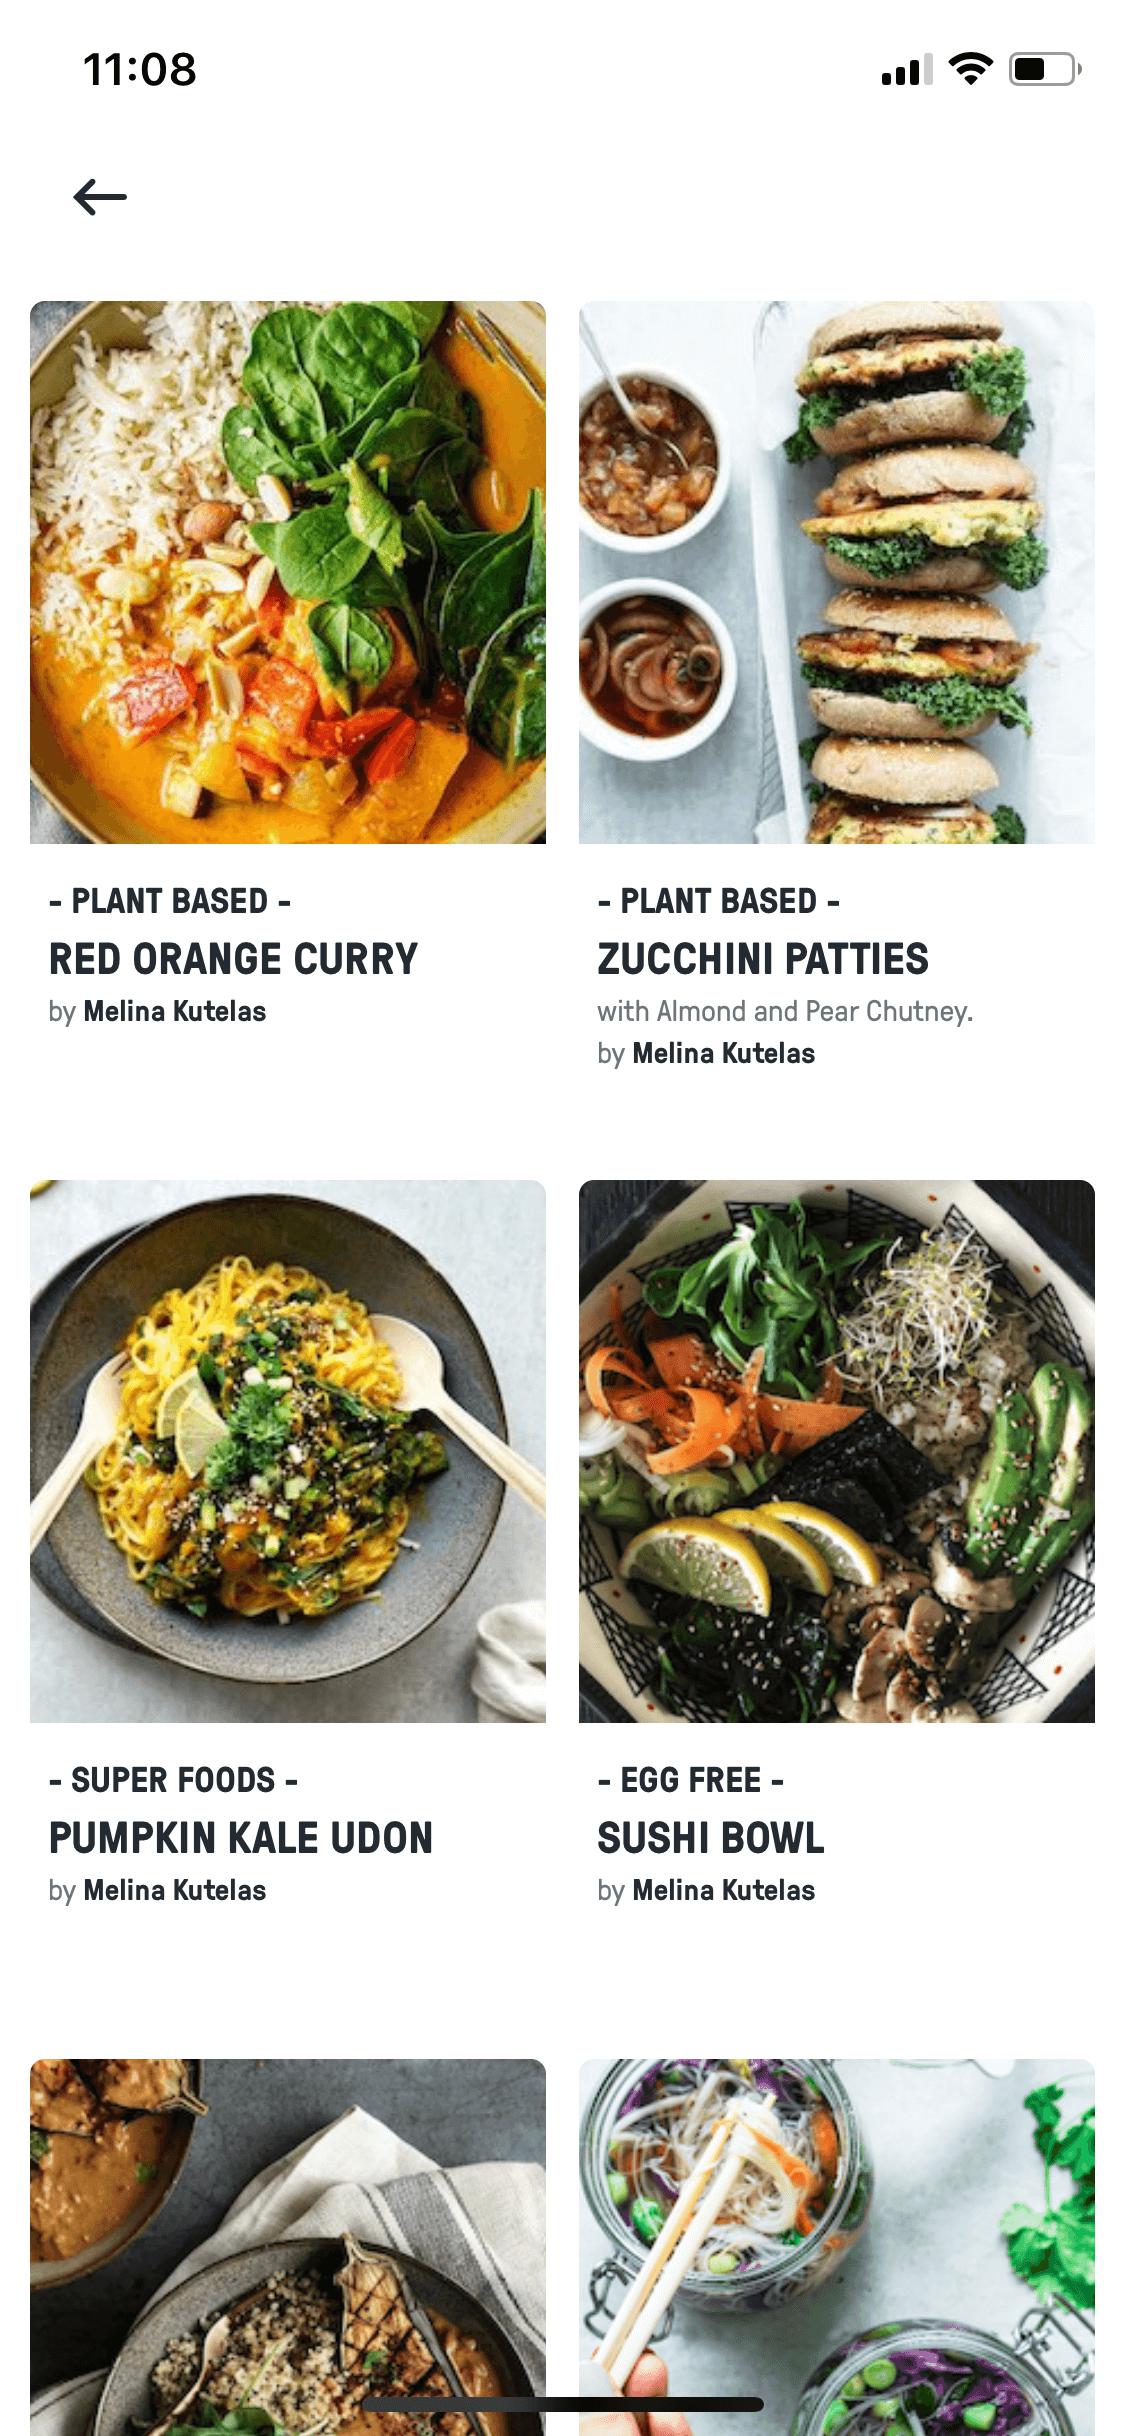 11:08
- PLANT BASED -
RED ORANGE CURRY
by Melina Kutelas
- PLANT BASED -
ZUCCHINI PATTIES
with Almond and Pear Chutney.
by Melina Kutelas
- SUPER FOODS -
PUMPKIN KALE UDON
by Melina Kutelas
- EGG FREE -
SUSHI BOWL
by Melina Kutelas